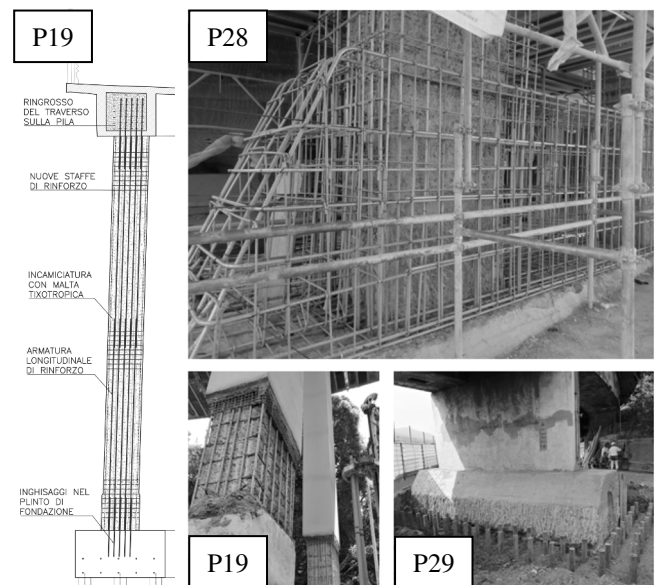 P19
RINGROSSO
DEL TRAVERSO
SULLA PILA
NUOVE STAFFE
DI RINFORZO
INCAMICIATURA
CON MALTA
TIXOTROPICA
ARMATURA
LONGITUDINALE
DI RINFORZO
INGHISAGGI NEL
PLINTO DI
FONDAZIONE
P28
P19
P29